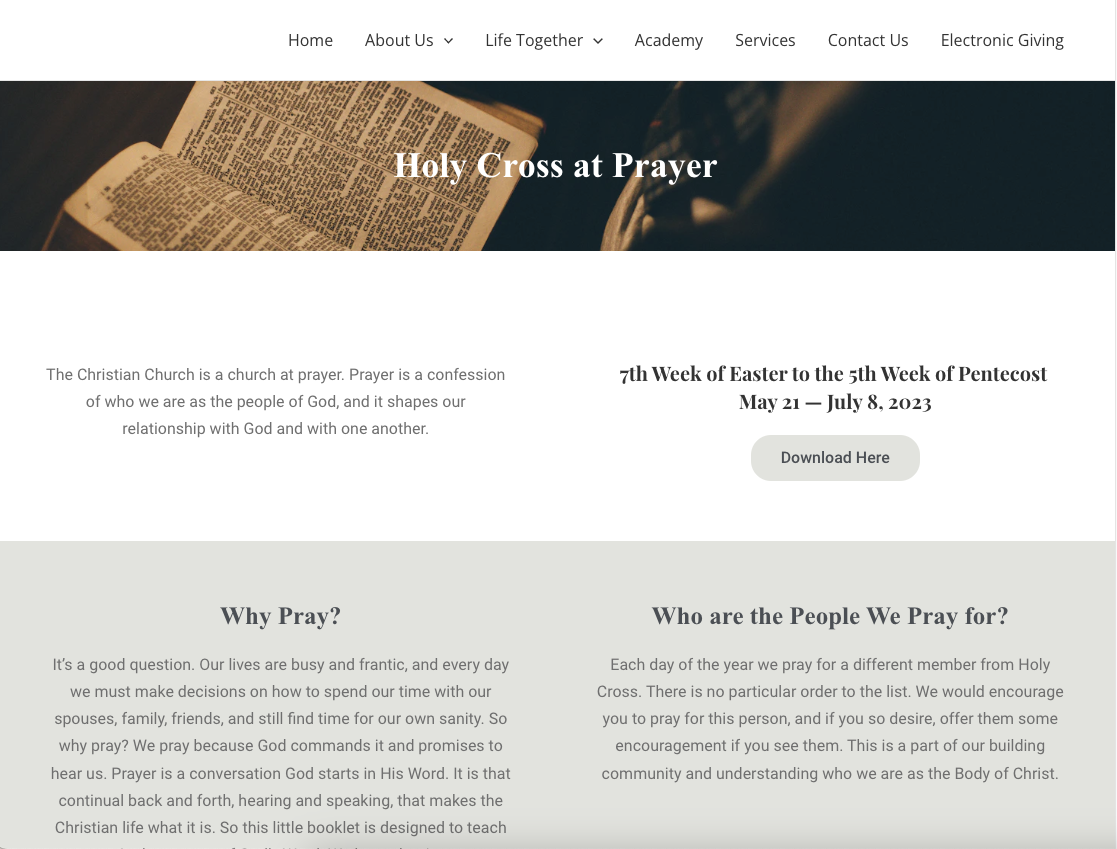 Home About Us Life Together Academy Services Contact Us Electronic Giving
Holy Cross at Prayer
The Christian Church is a church at prayer. Prayer is a confession
of who we are as the people of God, and it shapes our
relationship with God and with one another.
7th Week of Easter to the 5th Week of Pentecost
May 21 — July 8, 2023
Download Here
Why Pray?
It’s a good question. Our lives are busy and frantic, and every day
we must make decisions on how to spend our time with our
spouses, family, friends, and still find time for our own sanity. So
why pray? We pray because God commands it and promises to
hear us. Prayer is a conversation God starts in His Word. It is that
continual back and forth, hearing and speaking, that makes the
Christian life what it is. So this little booklet is designed to teach
Who are the People We Pray for?
Each day of the year we pray for a different member from Holy
Cross. There is no particular order to the list. We would encourage
you to pray for this person, and if you so desire, offer them some
encouragement if you see them. This is a part of our building
community and understanding who we are as the Body of Christ.